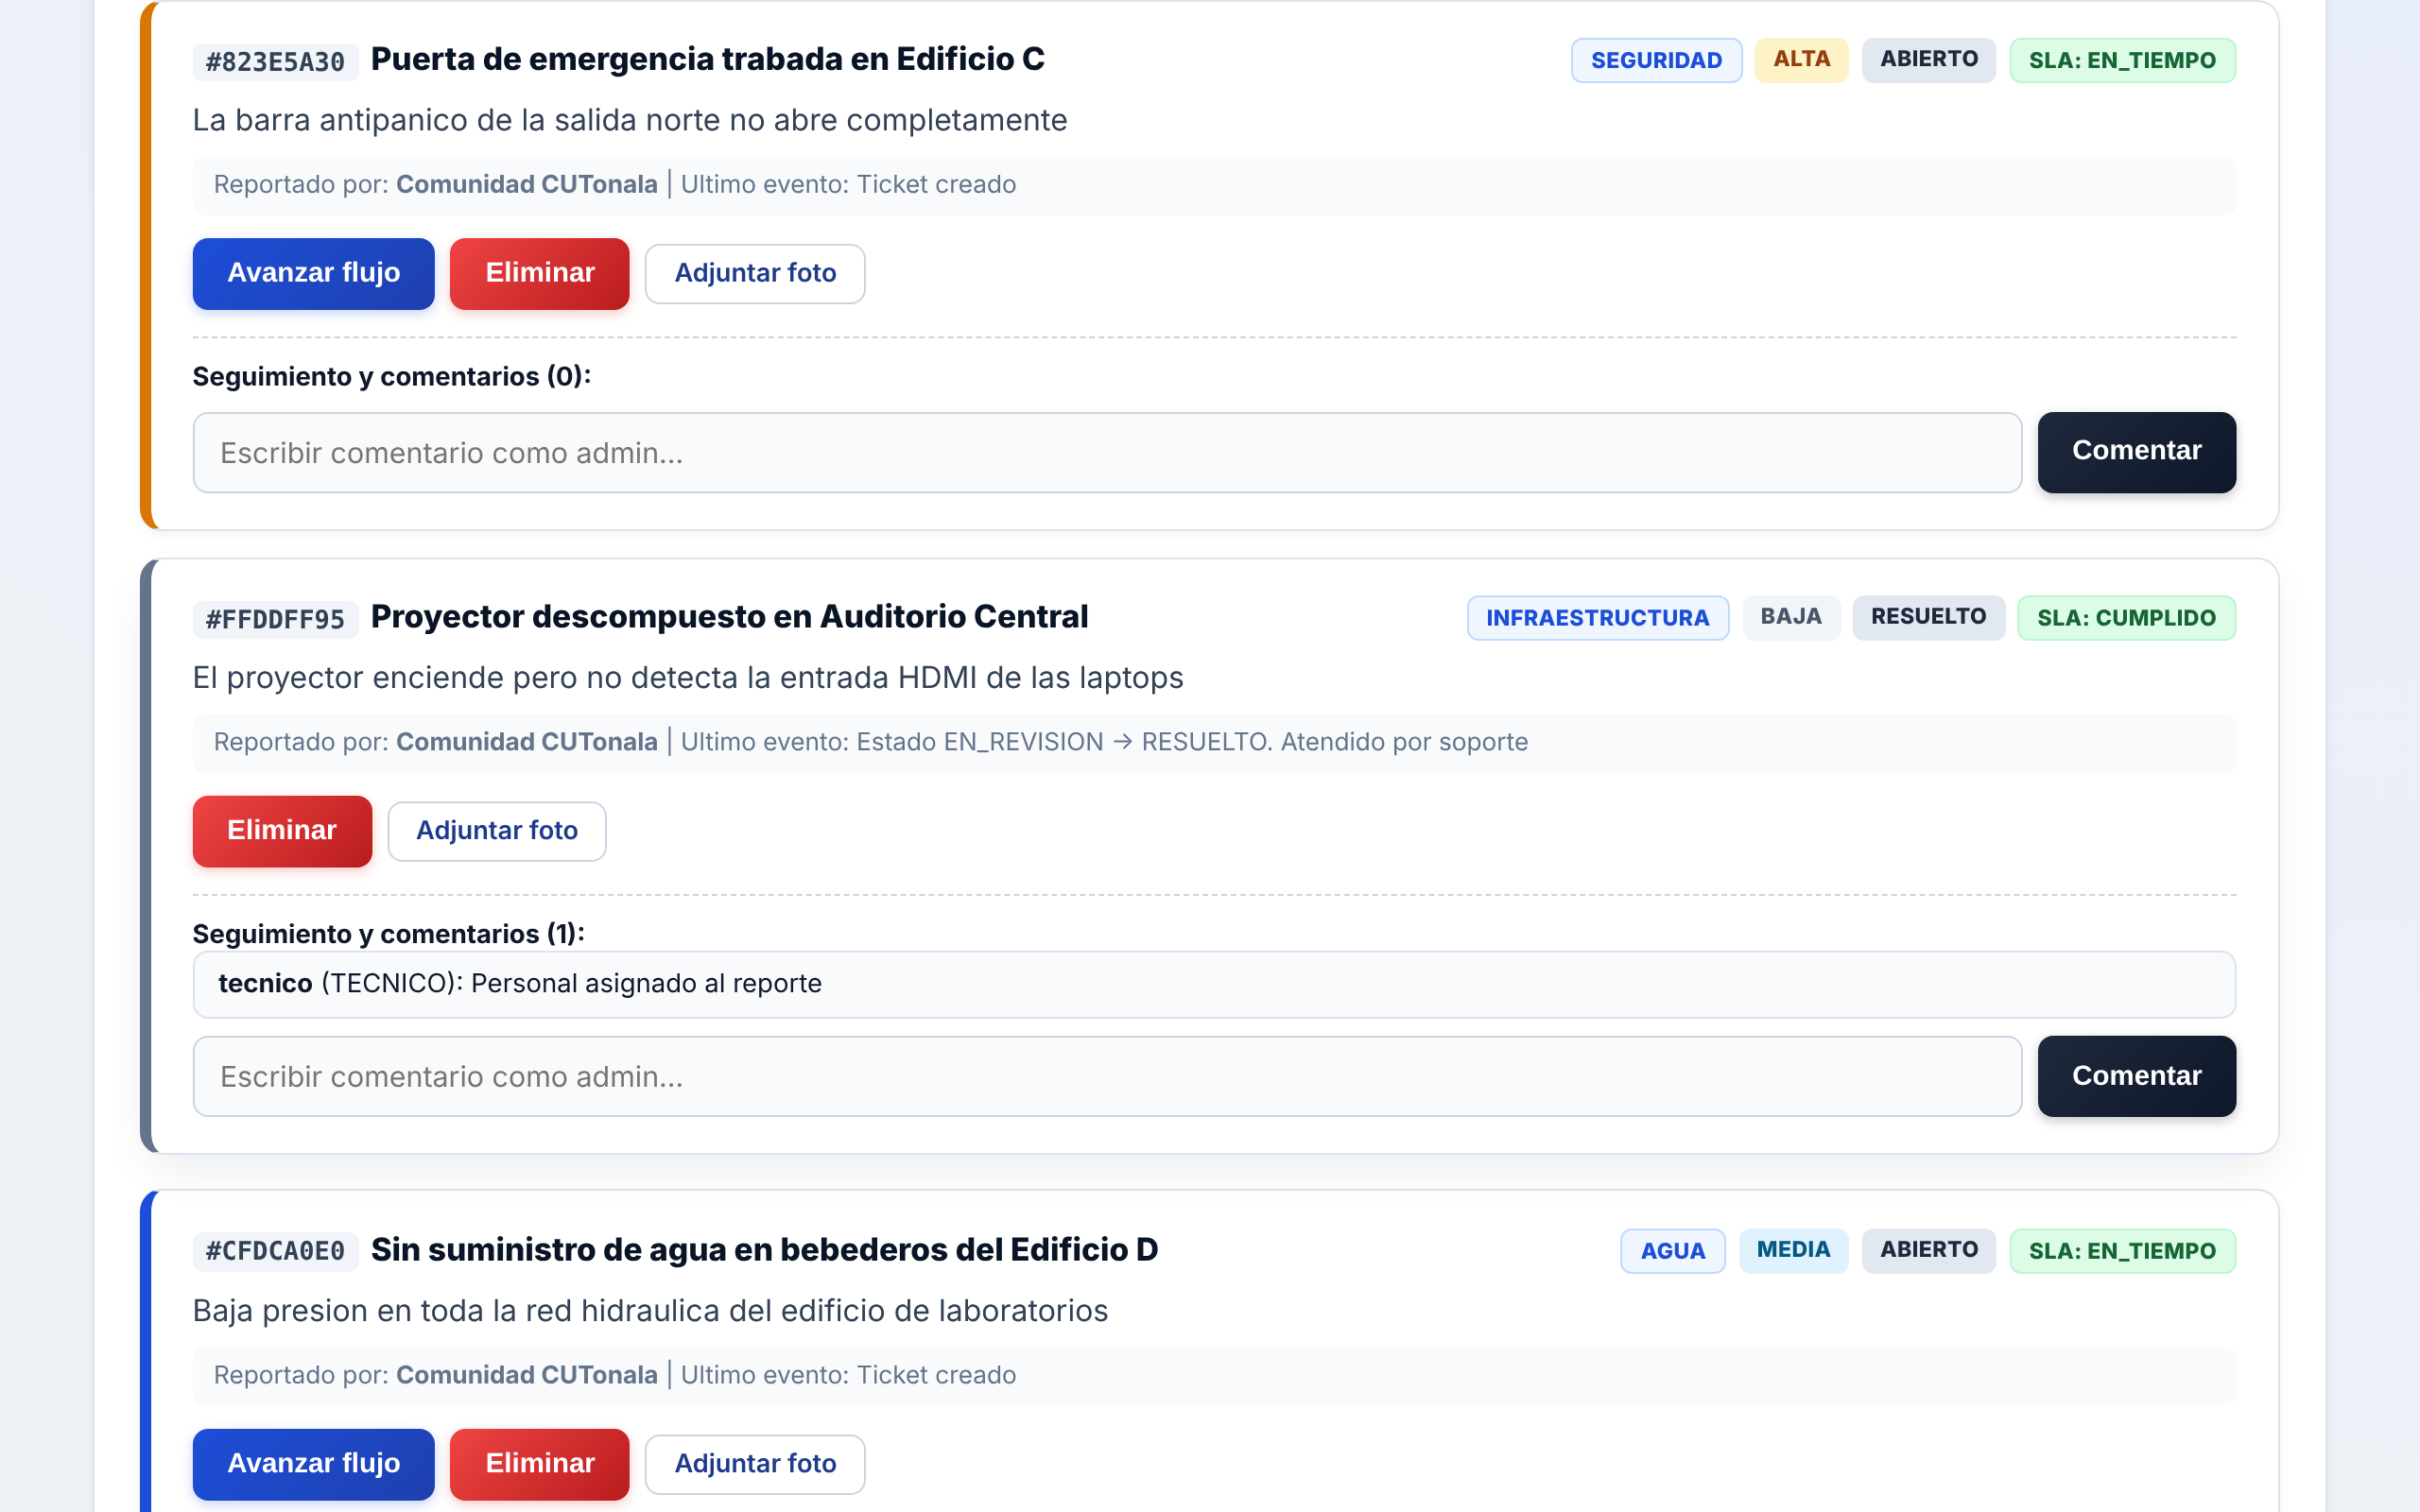 #823E5A30 Puerta de emergencia trabada en Edificio C SEGURIDAD ALTA ABIERTO SLA: EN_TIEMPO
La barra antipanico de la salida norte no abre completamente
Reportado por: Comunidad CUTonala | Ultimo evento: Ticket creado
Avanzar flujo Eliminar Adjuntar foto
Seguimiento y comentarios (0):
Escribir comentario como admin... Comentar
#FFDDFF95 Proyector descompuesto en Auditorio Central INFRAESTRUCTURA BAJA RESUELTO SLA: CUMPLIDO
El proyector enciende pero no detecta la entrada HDMI de las laptops
Reportado por: Comunidad CUTonala | Ultimo evento: Estado EN_REVISION → RESUELTO. Atendido por soporte
Eliminar Adjuntar foto
Seguimiento y comentarios (1):
tecnico (TECNICO): Personal asignado al reporte
Escribir comentario como admin... Comentar
#CFDCA0E0 Sin suministro de agua en bebederos del Edificio D AGUA MEDIA ABIERTO SLA: EN_TIEMPO
Baja presion en toda la red hidraulica del edificio de laboratorios
Reportado por: Comunidad CUTonala | Ultimo evento: Ticket creado
Avanzar flujo Eliminar Adjuntar foto